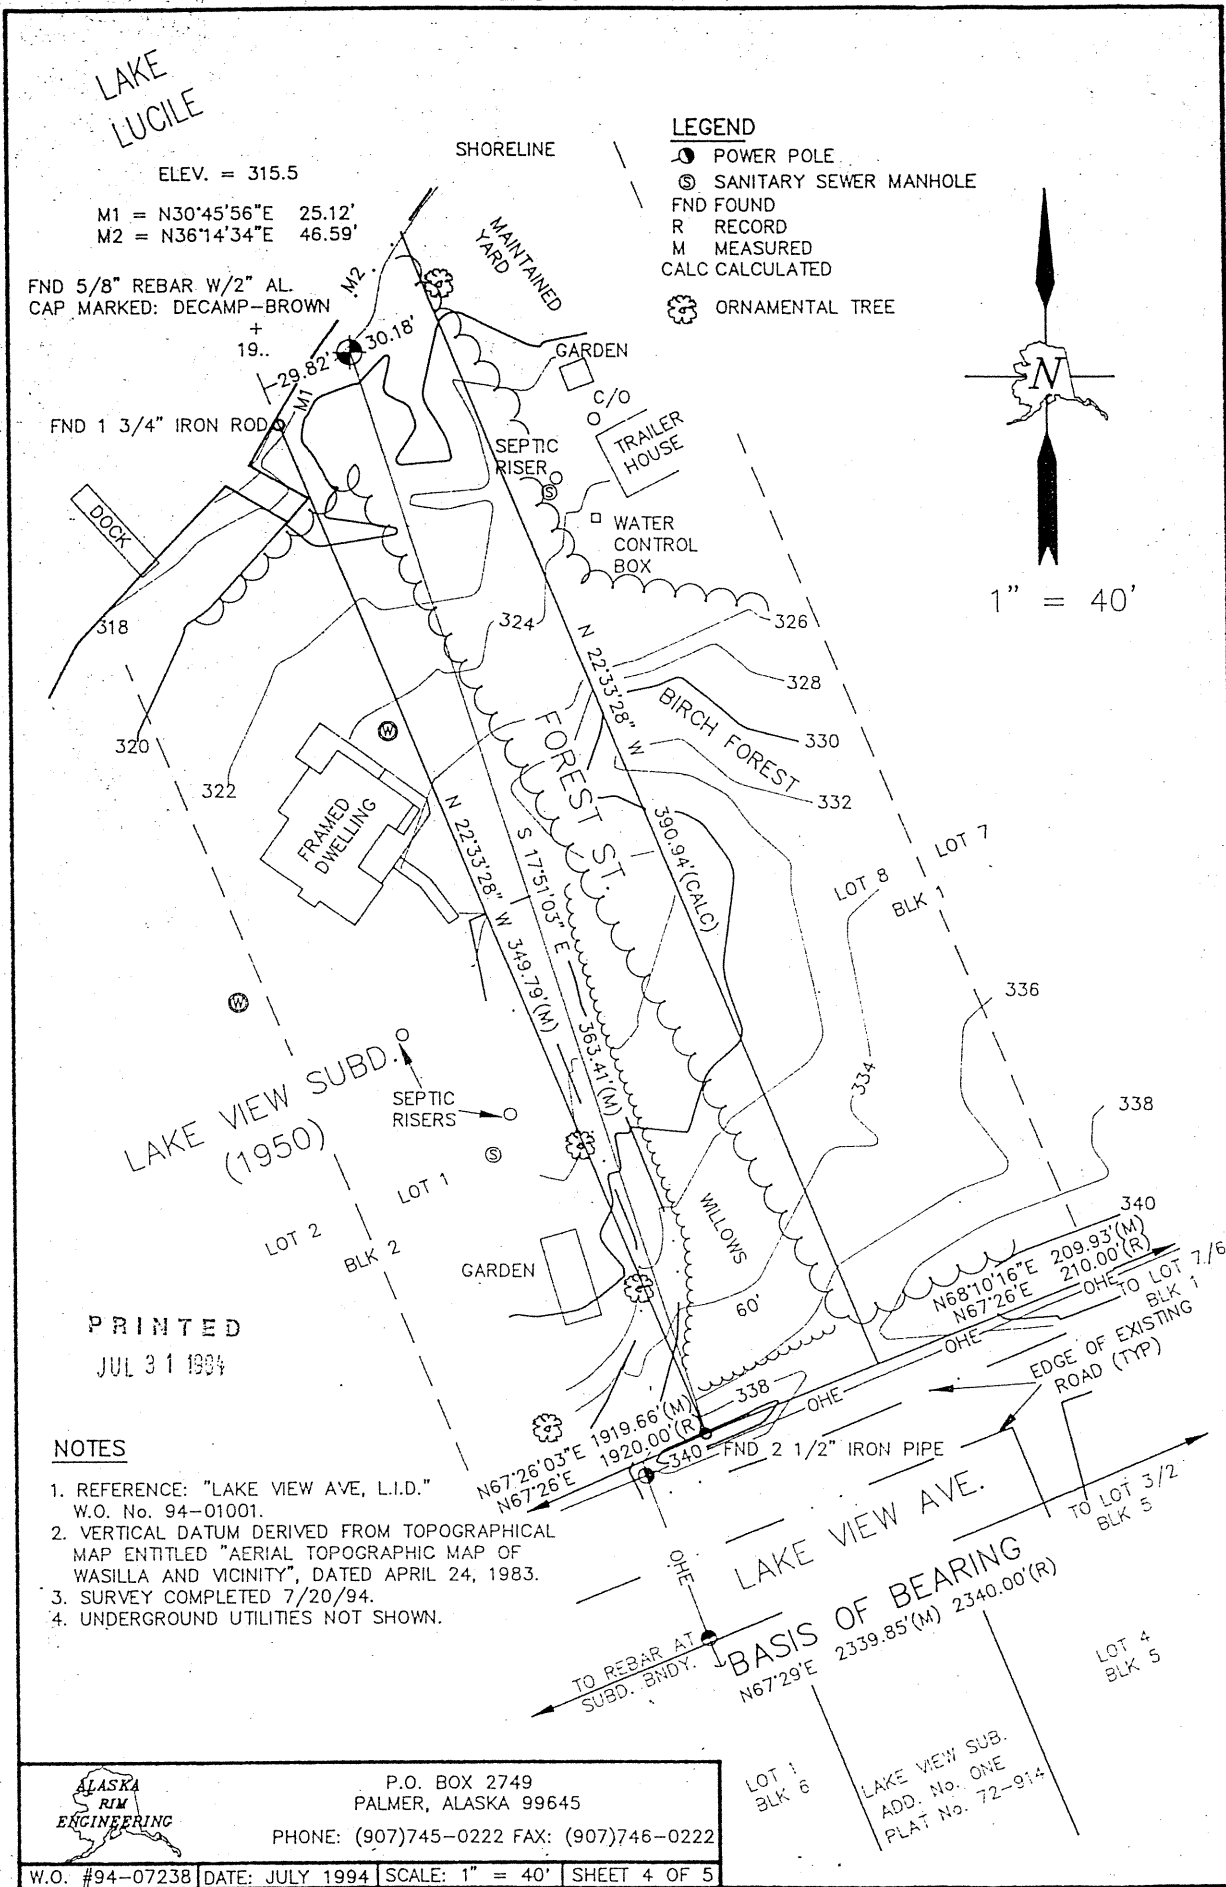 LAKE
LUCILE
ELEV. = 315.5
M1 = N30°45'56"E 25.12'
M2 = N36°14'34"E 46.59'
FND 5/8" REBAR W/2" AL.
CAP MARKED: DECAMP-BROWN
+
19..
FND 1 3/4" IRON ROD
SHORELINE
LEGEND
POWER POLE
S SANITARY SEWER MANHOLE
FND FOUND
R RECORD
M MEASURED
CALC CALCULATED
ORNAMENTAL TREE
N
1" = 40'
MAINTAINED
YARD
M2
30.18'
29.82'
M1
GARDEN
C/O
TRAILER
HOUSE
SEPTIC
RISER
S
WATER
CONTROL
BOX
DOCK
318
320
322
324
326
328
330
332
BIRCH FOREST
N 22°33'28" W
390.94'(CALC)
FOREST ST.
W
FRAMED
DWELLING
N 22°33'28" W 349.79'(M)
S 17°51'03" E
363.41'(M)
LOT 7
LOT 8
BLK 1
336
334
338
340
W
LAKE VIEW SUBD.
(1950)
SEPTIC
RISERS
S
LOT 1
LOT 2
BLK 2
GARDEN
WILLOWS
60'
N68°10'16"E 209.93'(M)
N67°26'E 210.00'(R)
OHE
TO LOT 7/6
BLK 1
OHE
OHE
EDGE OF EXISTING
ROAD (TYP)
338
N67°26'03"E 1919.66'(M)
N67°26'E 1920.00'(R)
340
FND 2 1/2" IRON PIPE
PRINTED
JUL 31 1994
NOTES
1. REFERENCE: "LAKE VIEW AVE, L.I.D."
W.O. No. 94-01001.
2. VERTICAL DATUM DERIVED FROM TOPOGRAPHICAL
MAP ENTITLED "AERIAL TOPOGRAPHIC MAP OF
WASILLA AND VICINITY", DATED APRIL 24, 1983.
3. SURVEY COMPLETED 7/20/94.
4. UNDERGROUND UTILITIES NOT SHOWN.
OHE
LAKE VIEW AVE.
TO LOT 3/2
BLK 5
BASIS OF BEARING
N67°29'E 2339.85'(M) 2340.00'(R)
TO REBAR AT
SUBD. BNDY.
LOT 4
BLK 5
LOT 1
BLK 6
LAKE VIEW SUB.
ADD. No. ONE
PLAT No. 72-914
ALASKA
RIM
ENGINEERING
P.O. BOX 2749
PALMER, ALASKA 99645
PHONE: (907)745-0222 FAX: (907)746-0222
W.O. #94-07238 DATE: JULY 1994 SCALE: 1" = 40' SHEET 4 OF 5